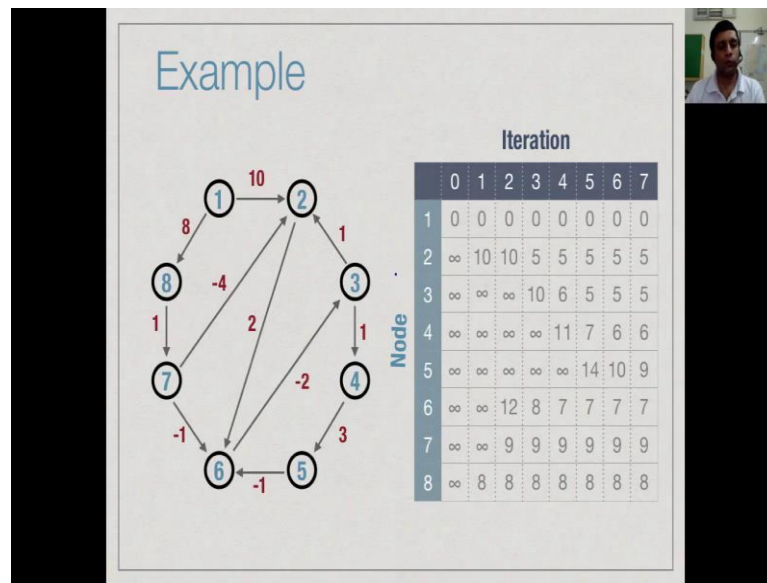 Example
Iteration
0 1 2 3 4 5 6 7
1 0 0 0 0 0 0 0 0
2 ∞ 10 10 5 5 5 5 5
3 ∞ ∞ ∞ 10 6 5 5 5
4 ∞ ∞ ∞ ∞ 11 7 6 6
5 ∞ ∞ ∞ ∞ ∞ 14 10 9
6 ∞ ∞ 12 8 7 7 7 7
7 ∞ ∞ 9 9 9 9 9 9
8 ∞ 8 8 8 8 8 8 8
Node
10
1 2
8
1
8 -4 3
1 2 1
-2
7 4
-1 3
6 5
-1